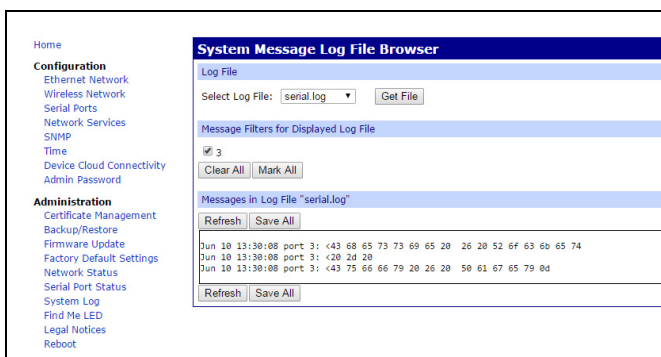 Home
Configuration
Ethernet Network
Wireless Network
Serial Ports
Network Services
SNMP
Time
Device Cloud Connectivity
Admin Password
Administration
Certificate Management
Backup/Restore
Firmware Update
Factory Default Settings
Network Status
Serial Port Status
System Log
Find Me LED
Legal Notices
Reboot
System Message Log File Browser
Log File
Select Log File: serial.log Get File
Message Filters for Displayed Log File
3
Clear All Mark All
Messages in Log File "serial.log"
Refresh Save All
Jun 10 13:30:08 port 3: <43 68 65 73 73 69 65 20 26 20 52 6f 63 6b 65 74
Jun 10 13:30:08 port 3: <20 2d 20
Jun 10 13:30:08 port 3: <43 75 66 66 79 20 26 20 50 61 67 65 79 0d
Refresh Save All